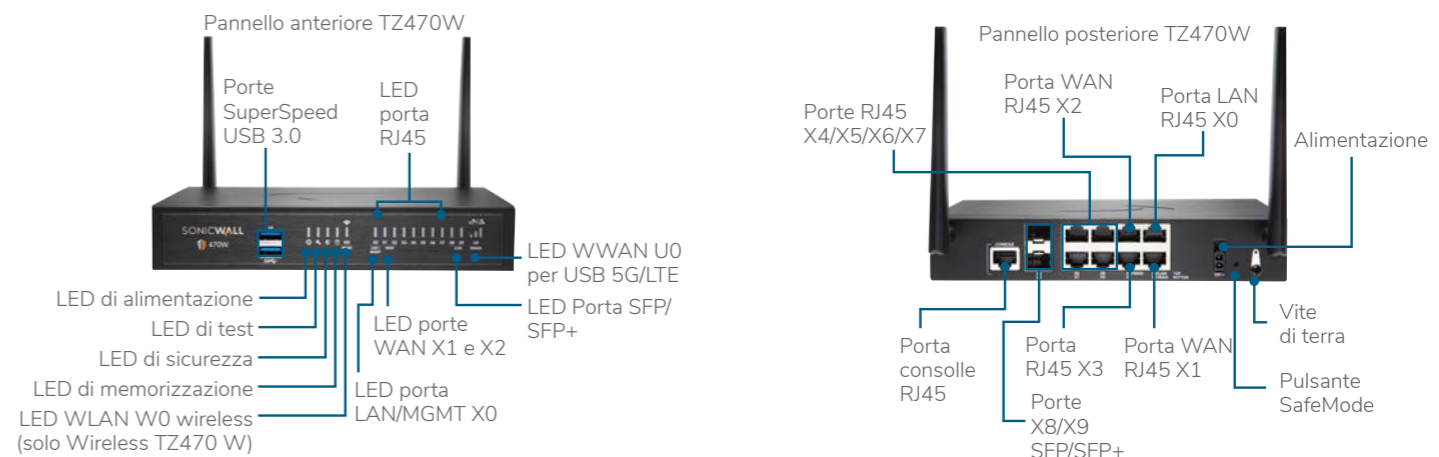 Pannello anteriore TZ470W
Porte
SuperSpeed
USB 3.0
LED
porta
RJ45
SONICWALL
470W
LED WWAN U0
per USB 5G/LTE
LED Porta SFP/
SFP+
LED di alimentazione
LED di test
LED di sicurezza
LED di memorizzazione
LED WLAN W0 wireless
(solo Wireless TZ470 W)
LED porte
WAN X1 e X2
LED porta
LAN/MGMT X0
Pannello posteriore TZ470W
Porte RJ45
X4/X5/X6/X7
Porta WAN
RJ45 X2
Porta LAN
RJ45 X0
Alimentazione
CONSOLE
Porta
consolle
RJ45
Porte
X8/X9
SFP/SFP+
Porta
RJ45 X3
Porta WAN
RJ45 X1
Vite
di terra
Pulsante
SafeMode